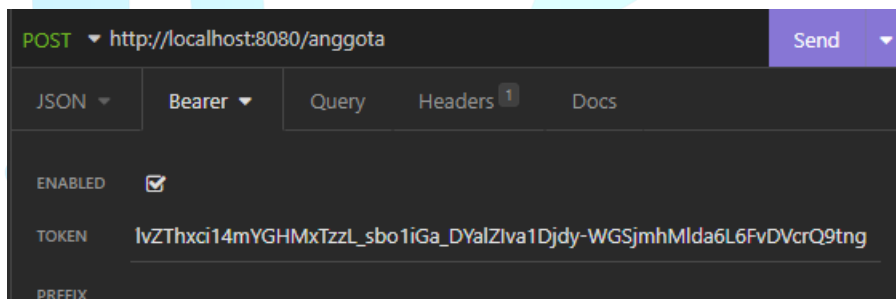 POST http://localhost:8080/anggota Send
JSON Bearer Query Headers 1 Docs
ENABLED
TOKEN lvZThxci14mYGHMxTzzL_sbo1iGa_DYalZIva1Djdy-WGSjmhMlda6L6FvDVcrQ9tng
PREFIX